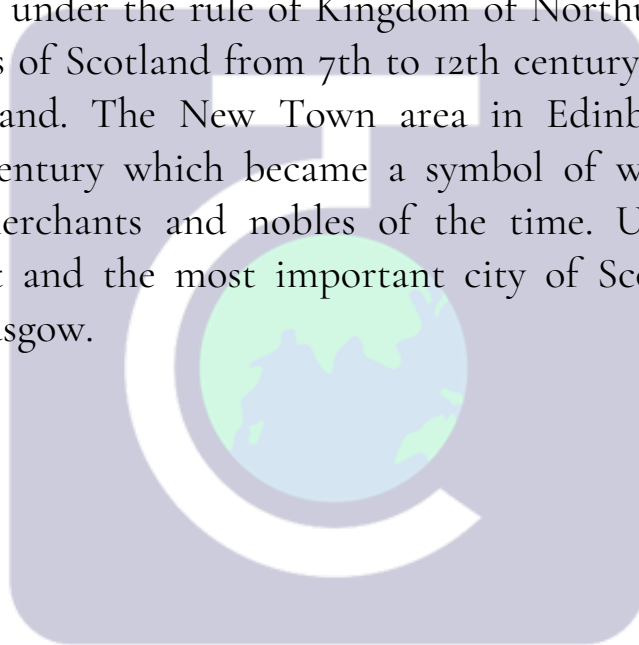 under the rule of Kingdom of North
s of Scotland from 7th to 12th century
and. The New Town area in Edinb
entury which became a symbol of w
erchants and nobles of the time. U
t and the most important city of Sco
sgow.